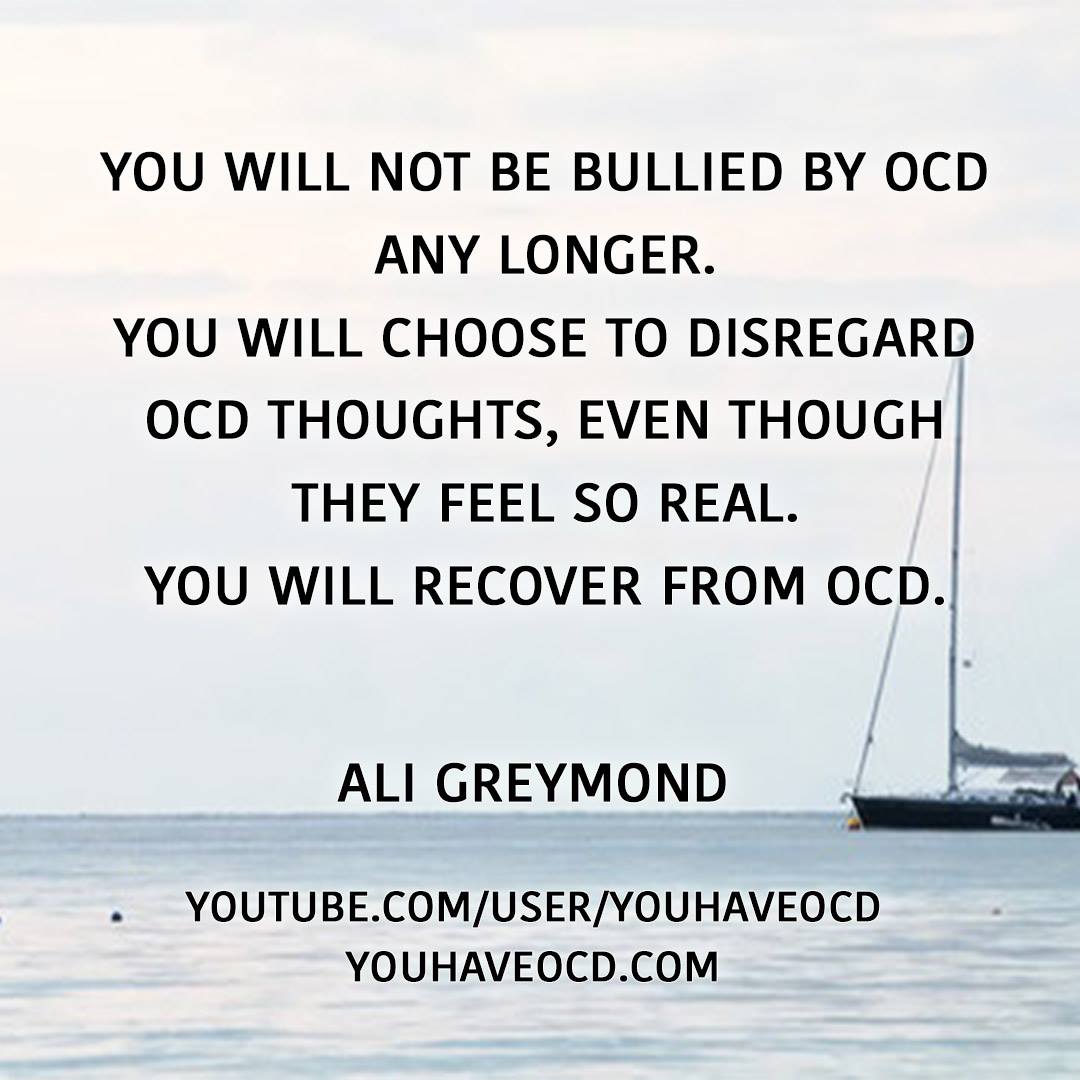 YOU WILL NOT BE BULLIED BY OCD
ANY LONGER.
YOU WILL CHOOSE TO DISREGARD
OCD THOUGHTS, EVEN THOUGH
THEY FEEL SO REAL.
YOU WILL RECOVER FROM OCD.
ALI GREYMOND
YOUTUBE.COM/USER/YOUHAVEOCD
YOUHAVEOCD.COM